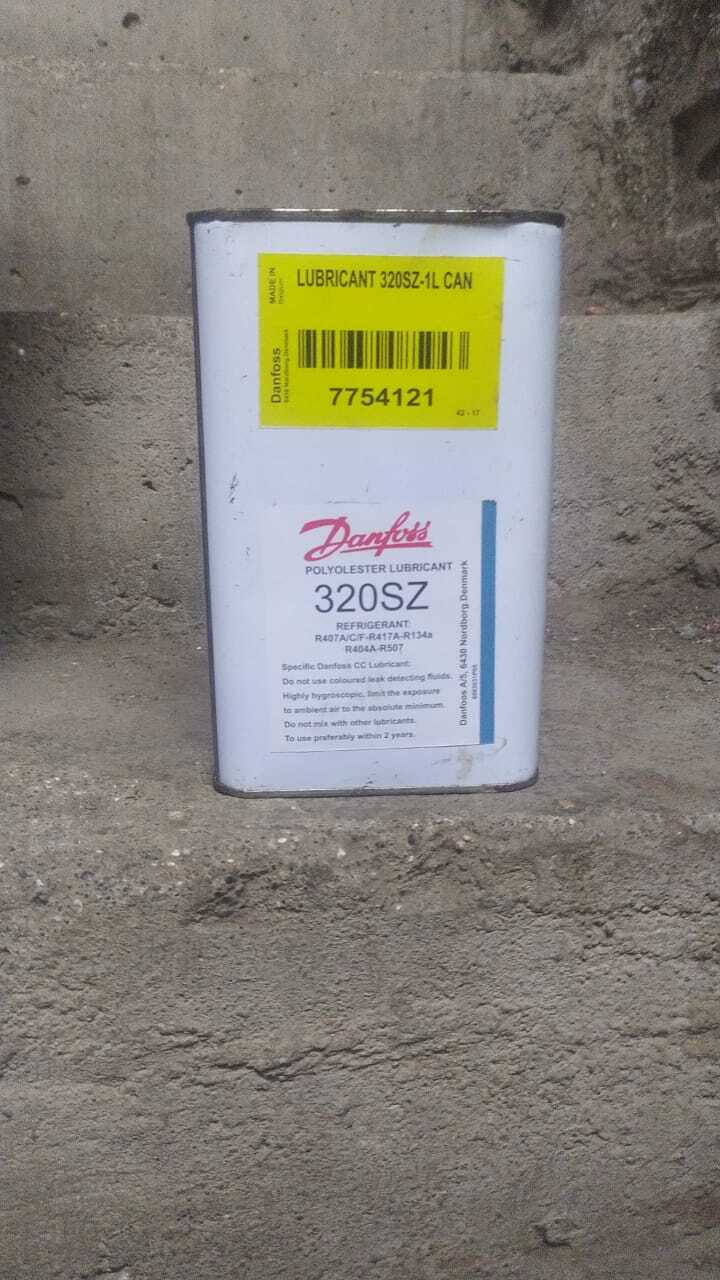 LUBRICANT 320SZ-1L CAN
MADE IN
Belgium
Danfoss
6430 Nordborg.Denmark
7754121
42 - 17
Danfoss
POLYOLESTER LUBRICANT
320SZ
REFRIGERANT:
R407A/C/F-R417A-R134a
R404A-R507
Specific Danfoss CC Lubricant:
Do not use coloured leak detecting fluids.
Highly hygroscopic, limit the exposure
to ambient air to the absolute minimum.
Do not mix with other lubricants.
To use preferably within 2 years.
Danfoss A/S, 6430 Nordborg.Denmark